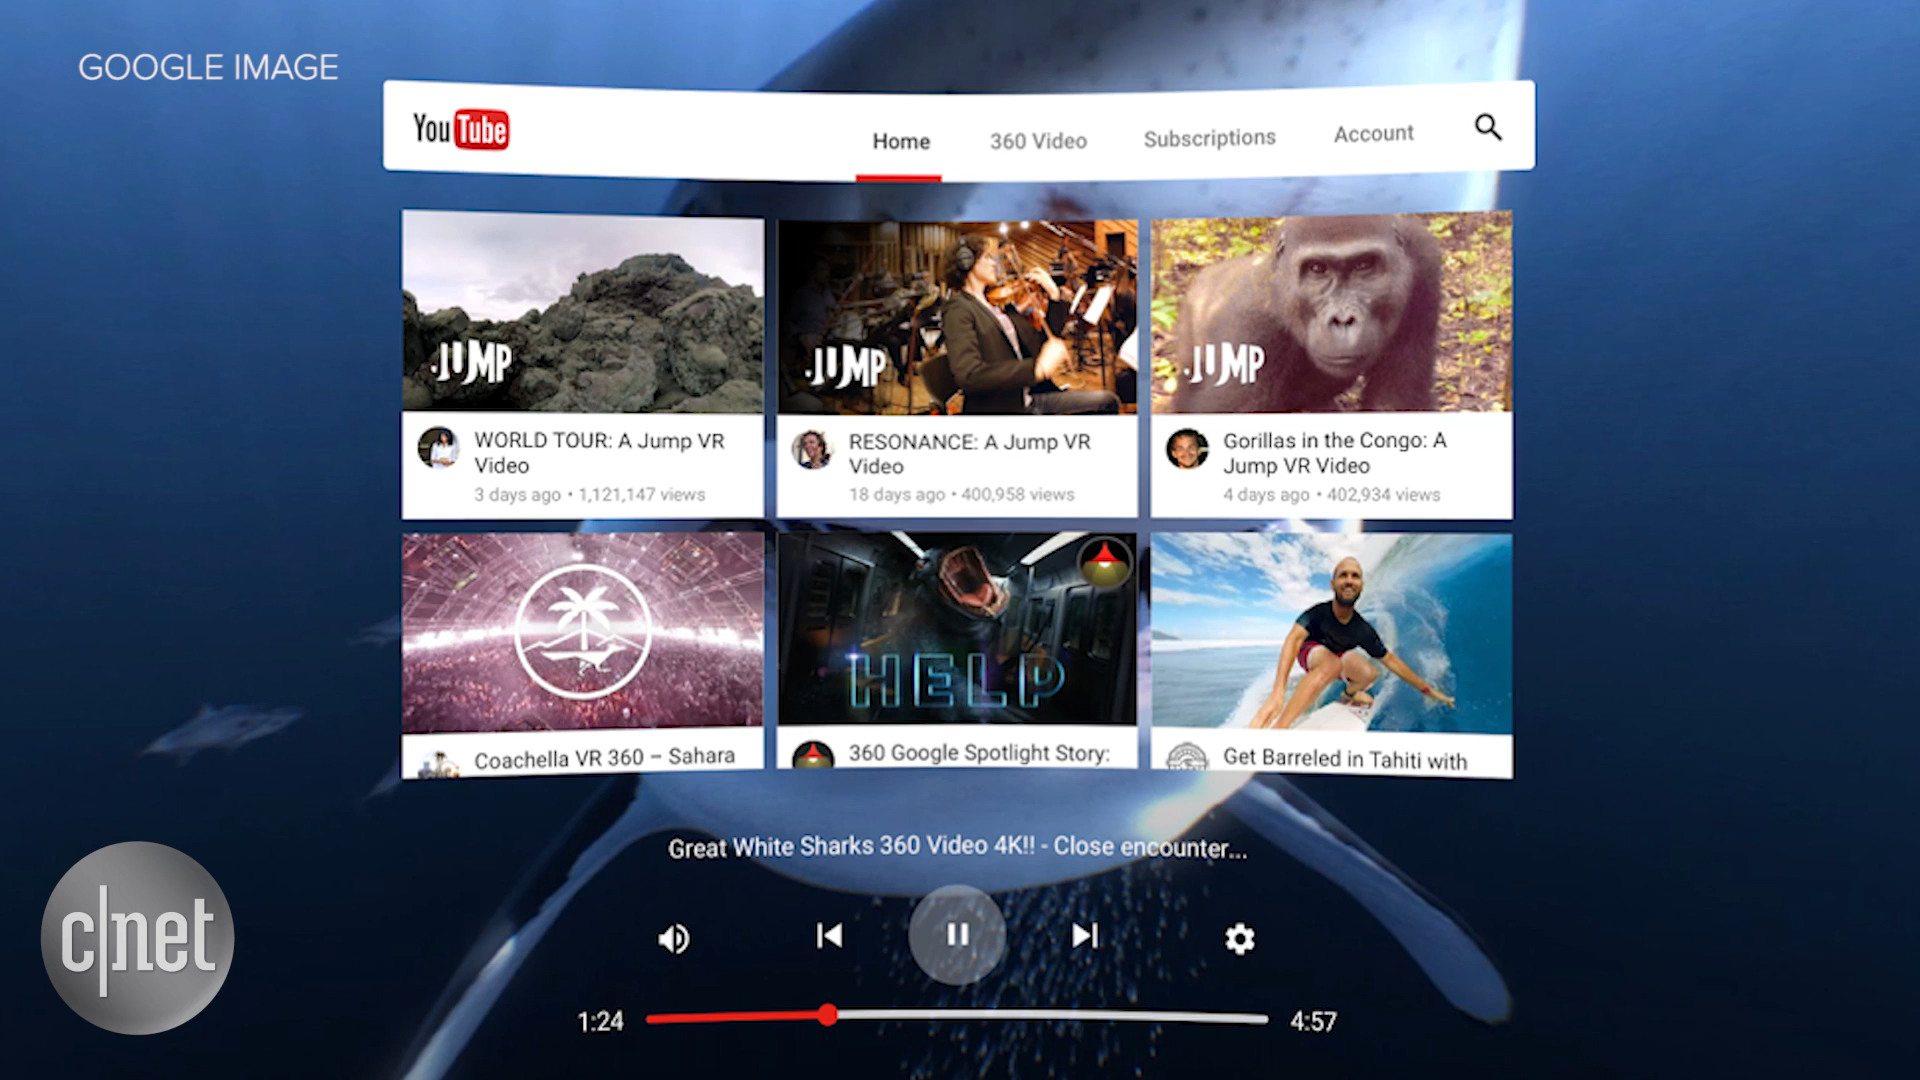 GOOGLE IMAGE
YouTube
Home
360 Video
Subscriptions
Account
JUMP
JUMP
JUMP
WORLD TOUR: A Jump VR
Video
3 days ago • 1,121,147 views
RESONANCE: A Jump VR
Video
18 days ago • 400,958 views
Gorillas in the Congo: A
Jump VR Video
4 days ago • 402,934 views
HELP
Coachella VR 360 – Sahara
360 Google Spotlight Story:
Get Barreled in Tahiti with
Great White Sharks 360 Video 4K!! - Close encounter...
c|net
1:24
4:57